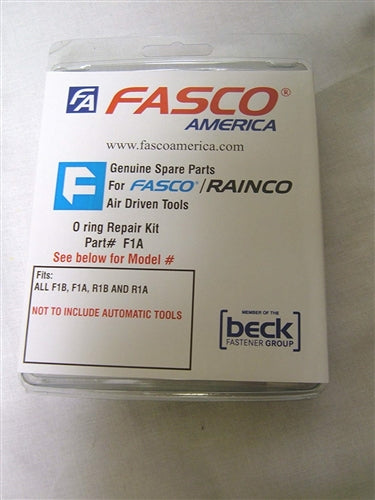 FA FASCO®
AMERICA
www.fascoamerica.com
F
Genuine Spare Parts
For FASCO®/RAINCO
Air Driven Tools
O ring Repair Kit
Part# F1A
See below for Model #
Fits:
ALL F1B, F1A, R1B AND R1A
NOT TO INCLUDE AUTOMATIC TOOLS
MEMBER OF THE
[beck]
FASTENER GROUP